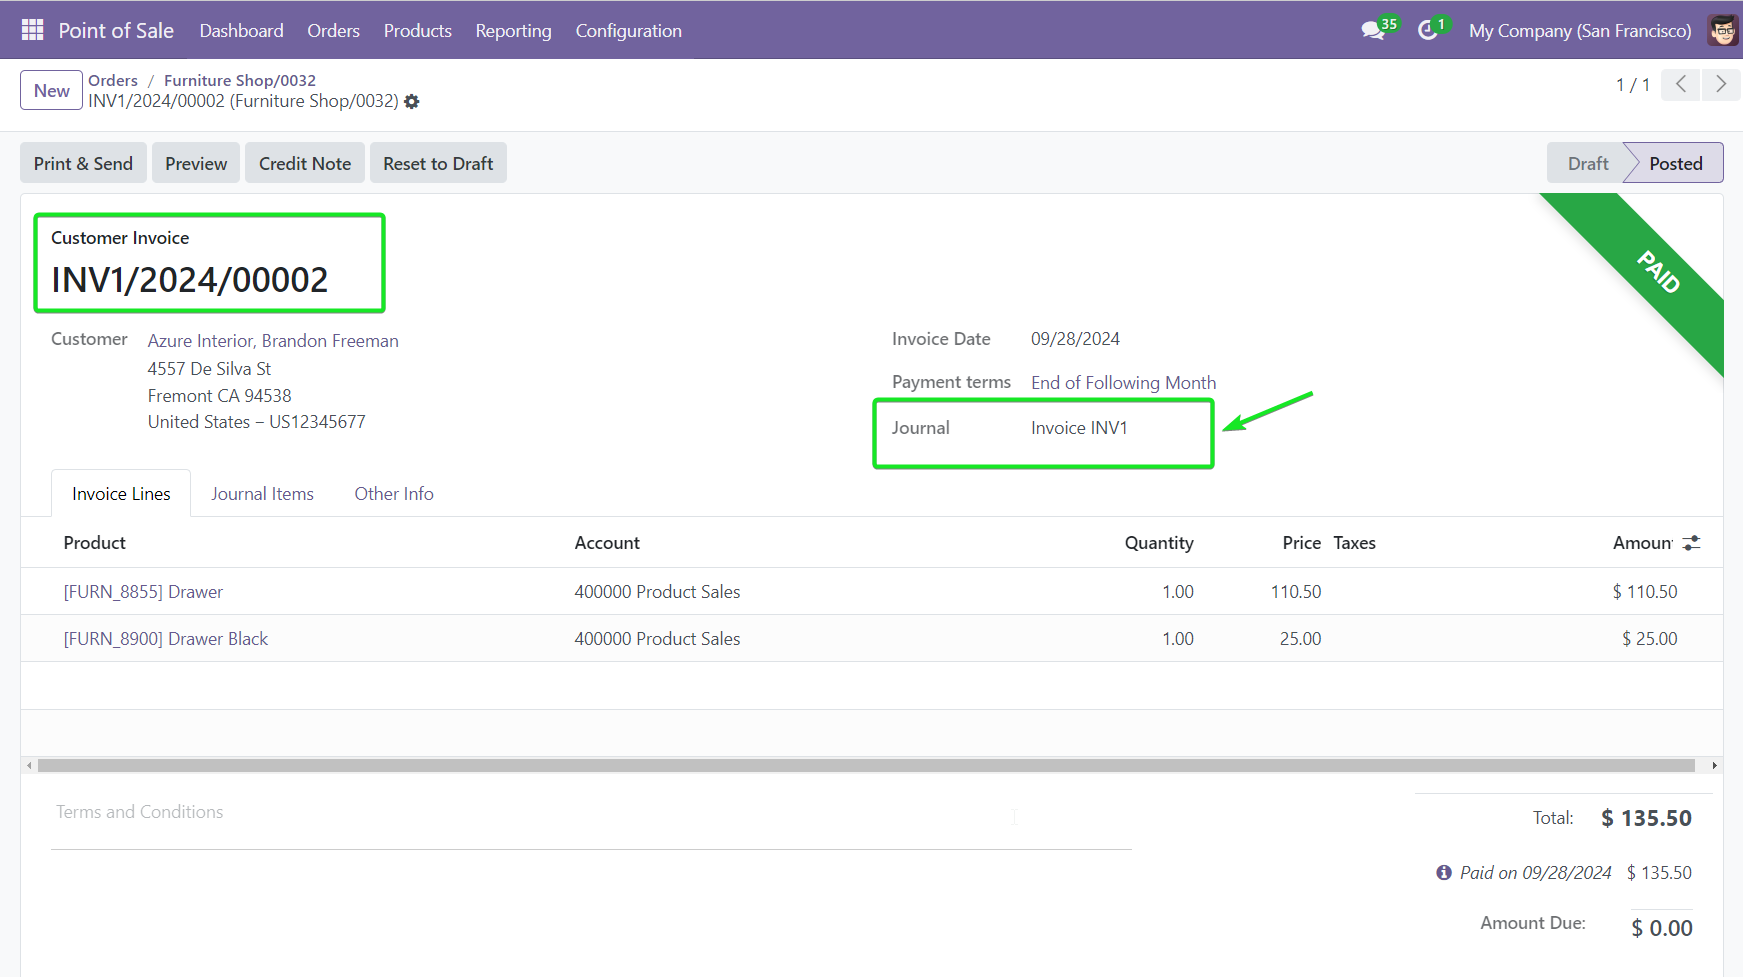 Point of Sale Dashboard Orders Products Reporting Configuration 35 1 My Company (San Francisco)
New Orders / Furniture Shop/0032
INV1/2024/00002 (Furniture Shop/0032) 1 / 1
Print & Send Preview Credit Note Reset to Draft Draft Posted
PAID
Customer Invoice
INV1/2024/00002
Customer Azure Interior, Brandon Freeman
4557 De Silva St
Fremont CA 94538
United States – US12345677
Invoice Date 09/28/2024
Payment terms End of Following Month
Journal Invoice INV1
Invoice Lines Journal Items Other Info
Product Account Quantity Price Taxes Amoun
[FURN_8855] Drawer 400000 Product Sales 1.00 110.50 $ 110.50
[FURN_8900] Drawer Black 400000 Product Sales 1.00 25.00 $ 25.00
Terms and Conditions
Total: $ 135.50
Paid on 09/28/2024 $ 135.50
Amount Due: $ 0.00